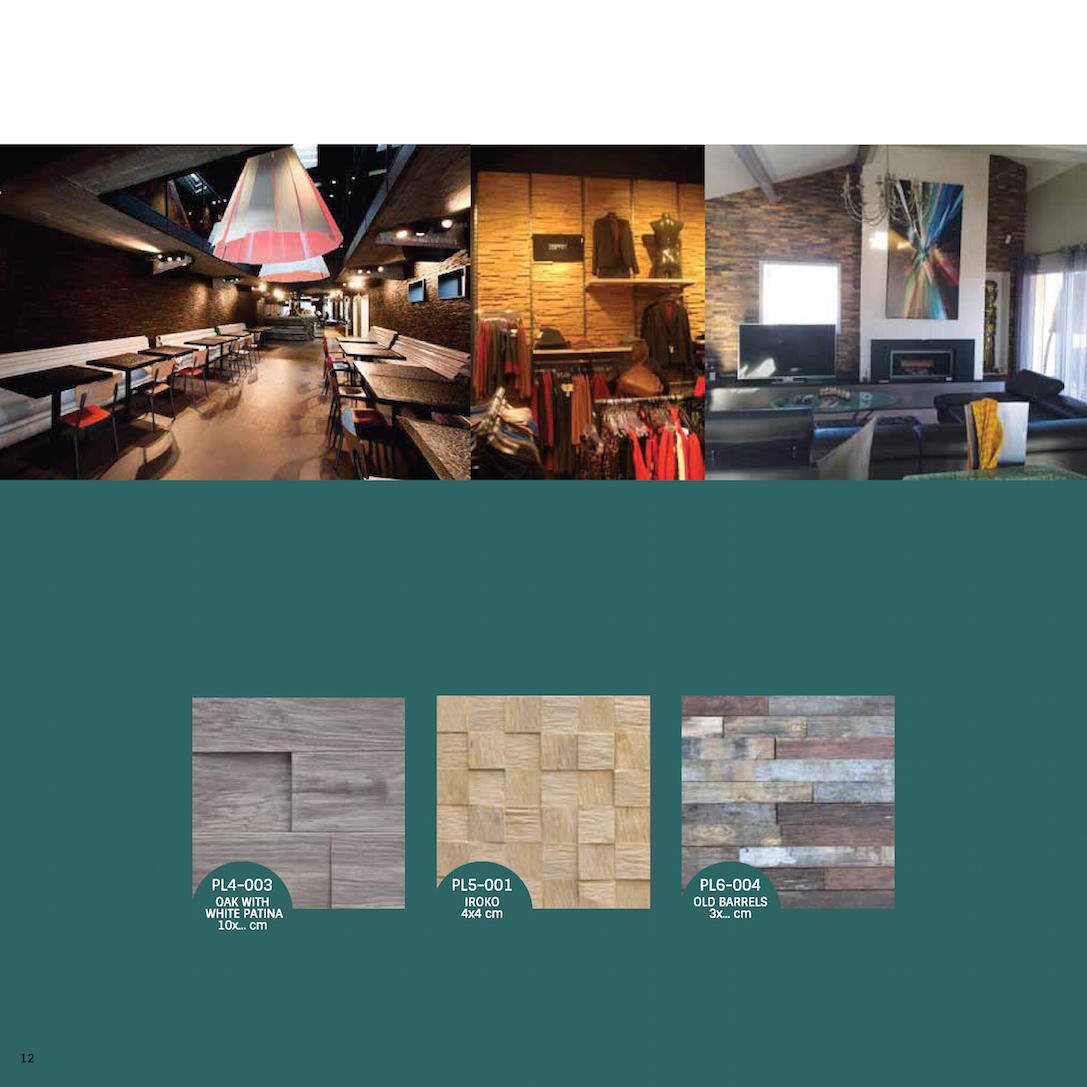 PL4-003
OAK WITH
WHITE PATINA
10x... cm
PL5-001
IROKO
4x4 cm
PL6-004
OLD BARRELS
3x... cm
12